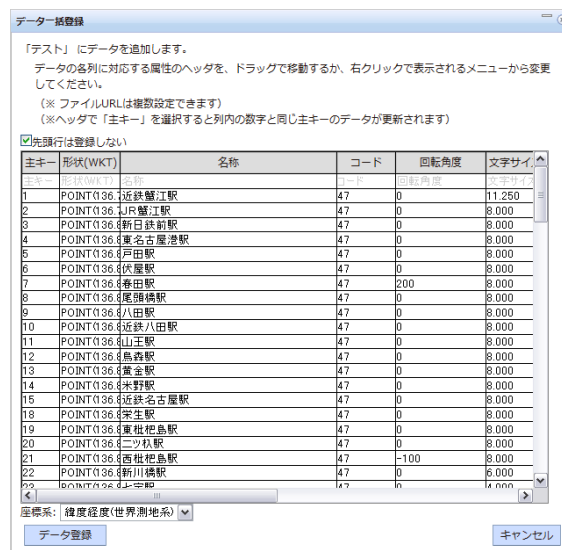 データ一括登録
「テスト」 にデータを追加します。
データの各列に対応する属性のヘッダを、ドラッグで移動するか、右クリックで表示されるメニューから変更
してください。
(※ ファイルURLは複数設定できます)
(※ヘッダで「主キー」を選択すると列内の数字と同じ主キーのデータが更新されます)
先頭行は登録しない
主キー 形状(WKT) 名称 コード 回転角度 文字サイ
主キー 形状(WKT) 名称 コード 回転角度 文字サイズ
1 POINT(136.7 近鉄蟹江駅 47 0 11.250
2 POINT(136. JR蟹江駅 47 0 8.000
3 POINT(136.8 新日鉄前駅 47 0 8.000
4 POINT(136.8 東名古屋港駅 47 0 8.000
5 POINT(136.8 戸田駅 47 0 8.000
6 POINT(136.8 伏屋駅 47 0 8.000
7 POINT(136.8 春田駅 47 200 8.000
8 POINT(136.8 尾頭橋駅 47 0 8.000
9 POINT(136.8 八田駅 47 0 8.000
10 POINT(136.8 近鉄八田駅 47 0 8.000
11 POINT(136.8 山王駅 47 0 8.000
12 POINT(136.8 烏森駅 47 0 8.000
13 POINT(136.8 黄金駅 47 0 8.000
14 POINT(136.8 米野駅 47 0 8.000
15 POINT(136.8 近鉄名古屋駅 47 0 8.000
18 POINT(136.8 栄生駅 47 0 8.000
19 POINT(136.8 東枇杷島駅 47 0 8.000
20 POINT(136.8 二ツ杁駅 47 0 8.000
21 POINT(136.8 西枇杷島駅 47 -100 8.000
22 POINT(136.8 新川橋駅 47 0 6.000
23 POINT(136.8 七宝駅 47 0 4.000
座標系: 緯度経度(世界測地系)
データ登録 キャンセル